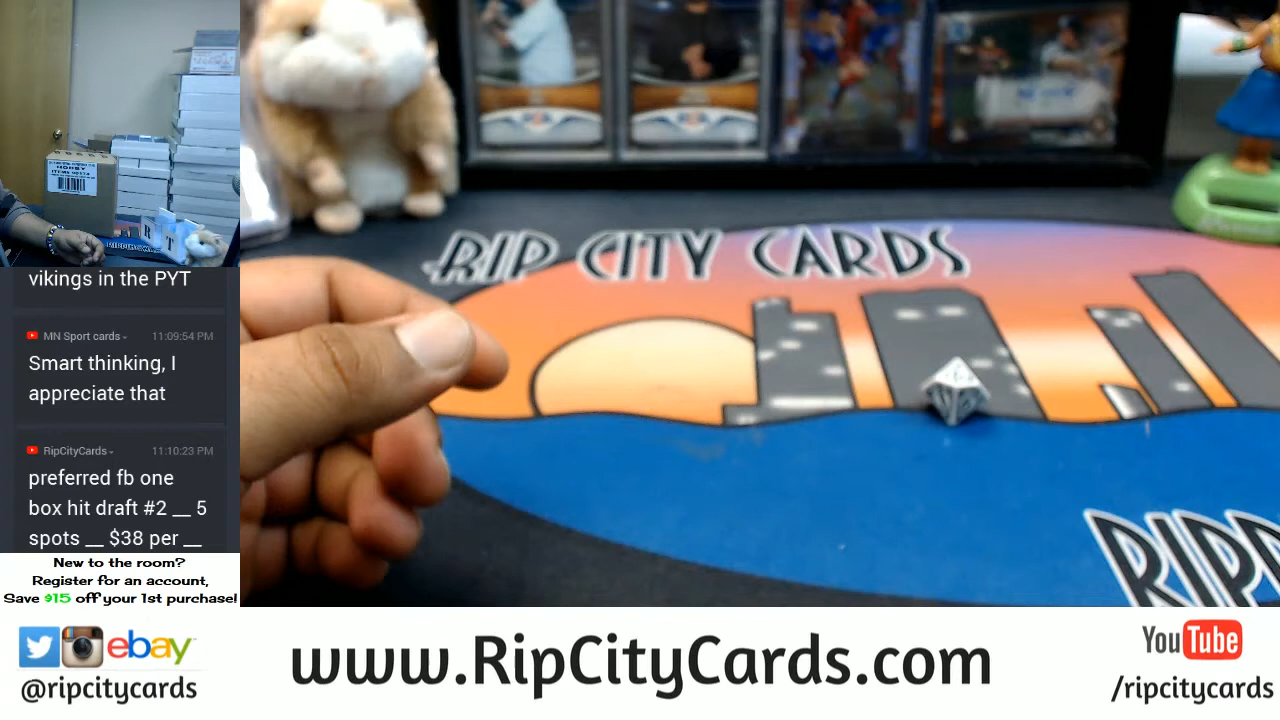 HOBBY
RIPPIN
R T
vikings in the PYT
MN Sport cards
11:09:54 PM
Smart thinking, I
appreciate that
RipCityCards
11:10:23 PM
preferred fb one
box hit draft #2 __ 5
spots __ $38 per __
New to the room?
Register for an account,
Save $15 off your 1st purchase!
RIP CITY CARDS
RIPP
ebay
@ripcitycards
www.RipCityCards.com
YouTube
/ripcitycards